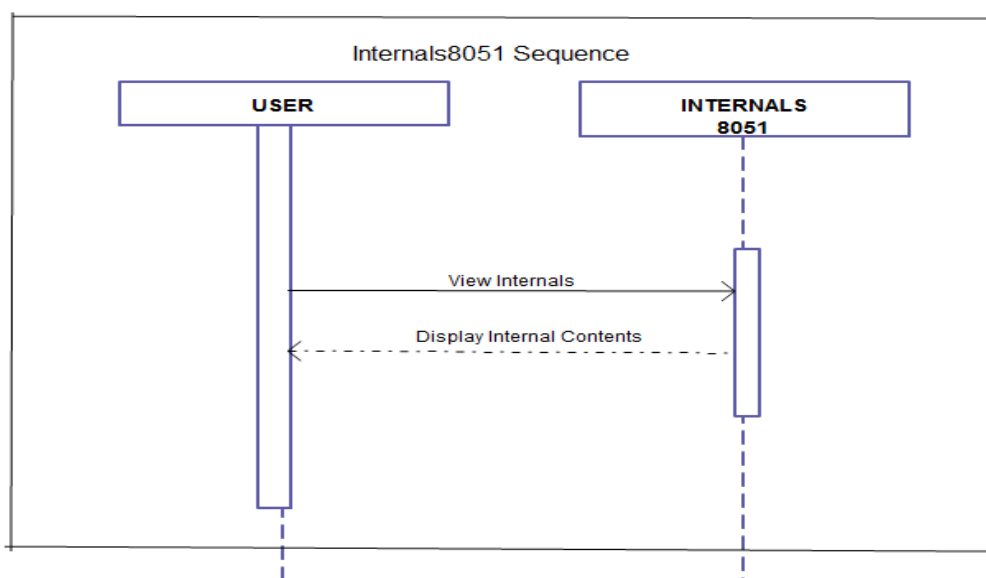 Internals8051 Sequence
USER
INTERNALS
8051
View Internals
Display Internal Contents